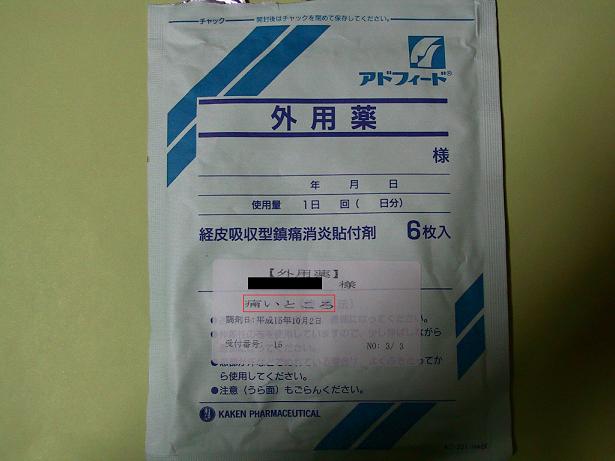 チャック
開封後はチャックを閉めて保存してください。
アドフィード®
外用薬
様
年 月 日
使用量 1日 回( 日分)
経皮吸収型鎮痛消炎貼付剤 6枚入
【外用薬】
様
痛いところ
調剤日:平成15年10月2日
受付番号: 15 NO: 3/ 3
から使用してください。
●注意(うら面)もごらんください。
KAKEN PHARMACEUTICAL